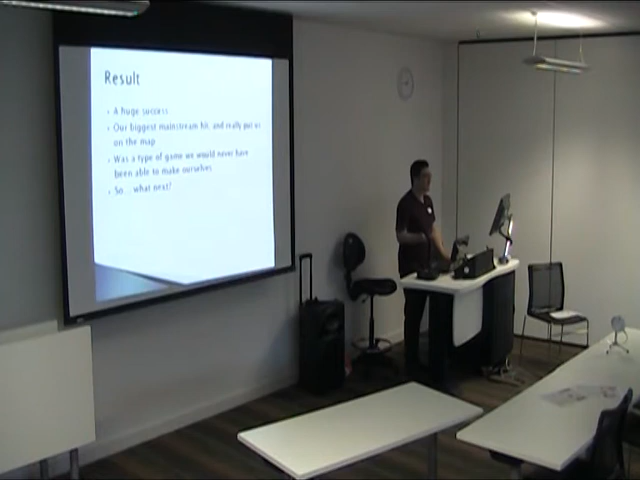 Result
• A huge success
• Our biggest mainstream hit, and really put us
on the map
• Was a type of game we would never have
been able to make ourselves
• So... what next?